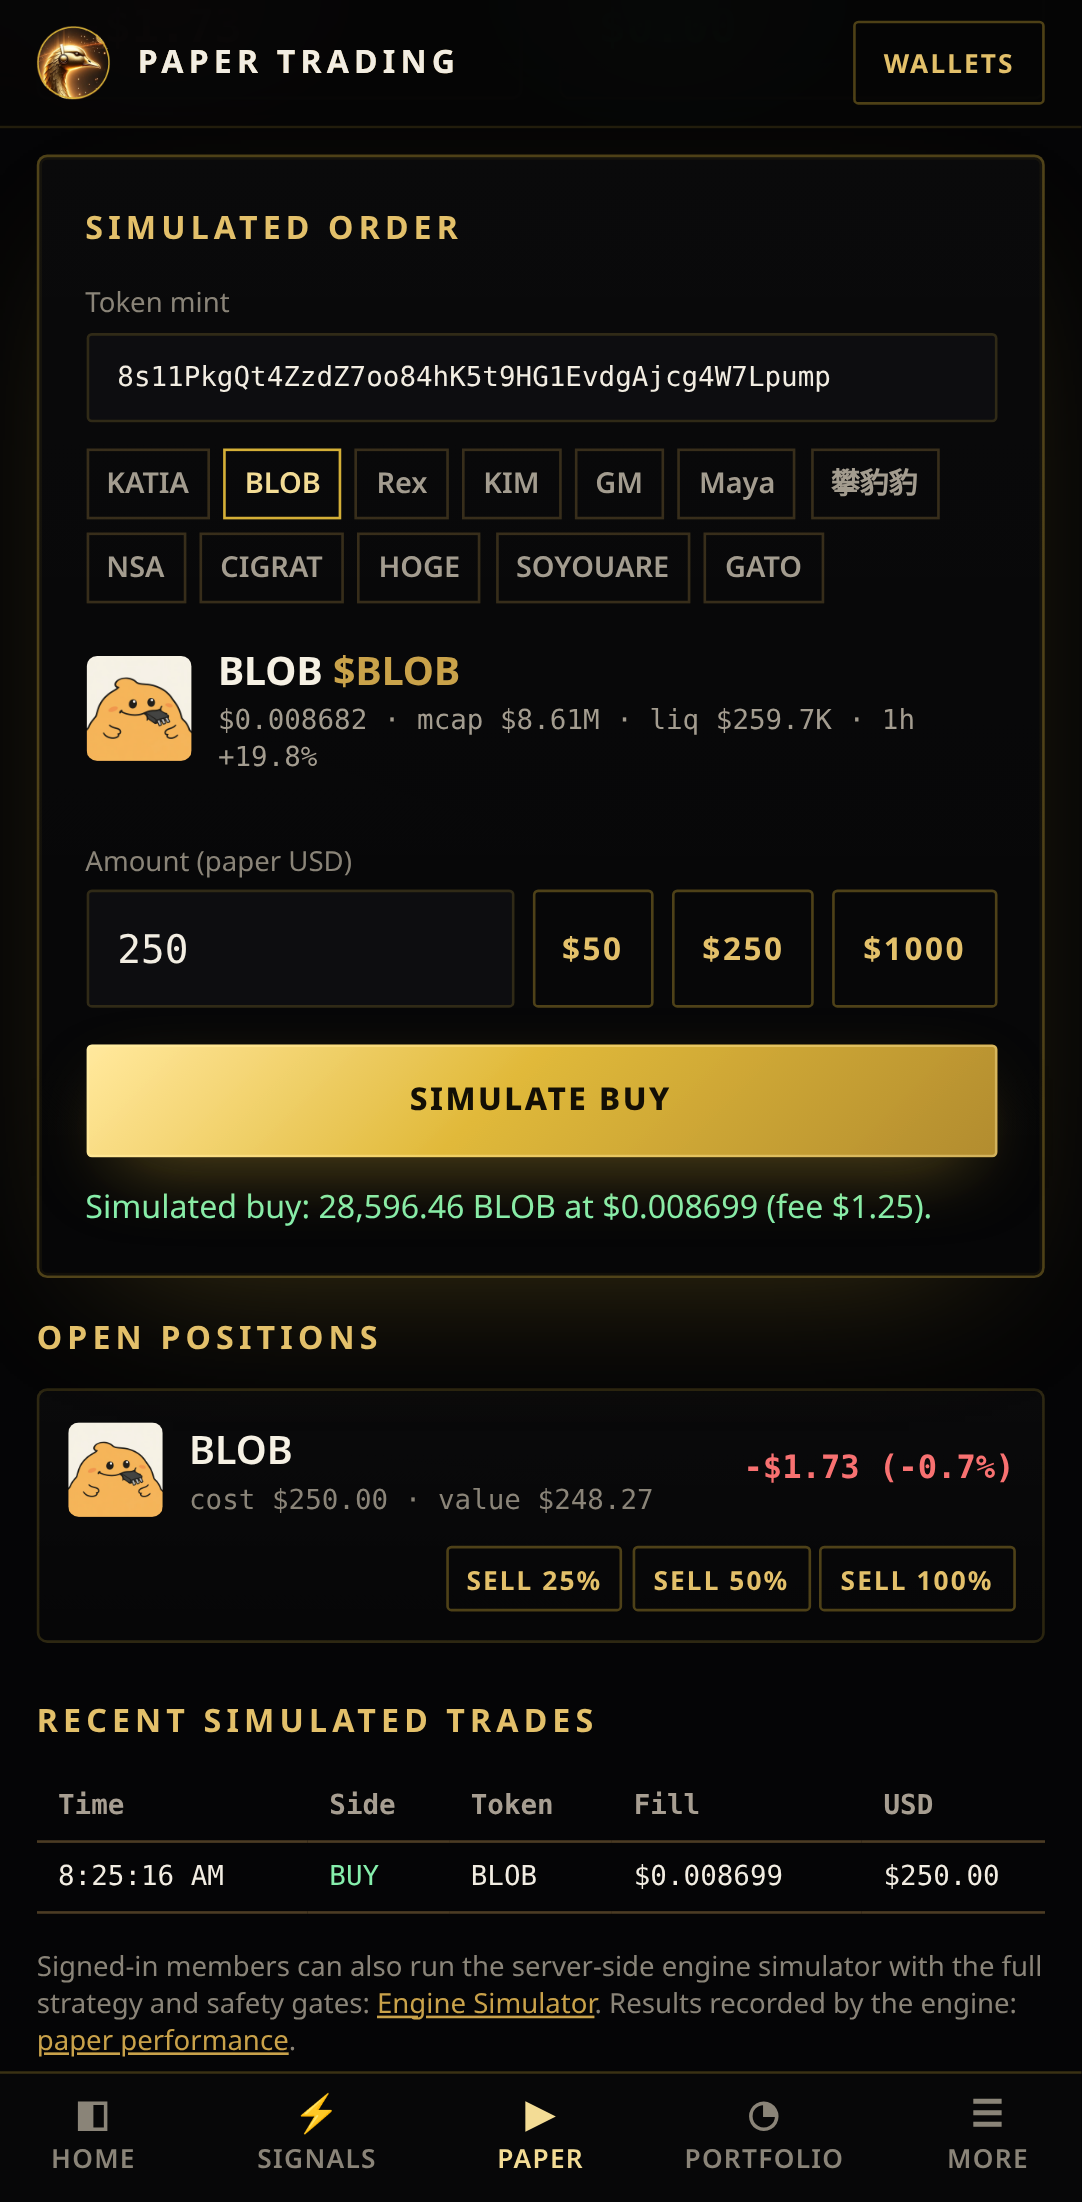 PAPER TRADING
WALLETS
SIMULATED ORDER
Token mint
8s11PkgQt4ZzdZ7oo84hK5t9HG1EvdgAjcg4W7Lpump
KATIA BLOB Rex KIM GM Maya 攀豹豹
NSA CIGRAT HOGE SOYOUARE GATO
BLOB $BLOB
$0.008682 · mcap $8.61M · liq $259.7K · 1h
+19.8%
Amount (paper USD)
250 $50 $250 $1000
SIMULATE BUY
Simulated buy: 28,596.46 BLOB at $0.008699 (fee $1.25).
OPEN POSITIONS
BLOB
cost $250.00 · value $248.27
-$1.73 (-0.7%)
SELL 25% SELL 50% SELL 100%
RECENT SIMULATED TRADES
Time Side Token Fill USD
8:25:16 AM BUY BLOB $0.008699 $250.00
Signed-in members can also run the server-side engine simulator with the full
strategy and safety gates: Engine Simulator. Results recorded by the engine:
paper performance.
HOME SIGNALS PAPER PORTFOLIO MORE